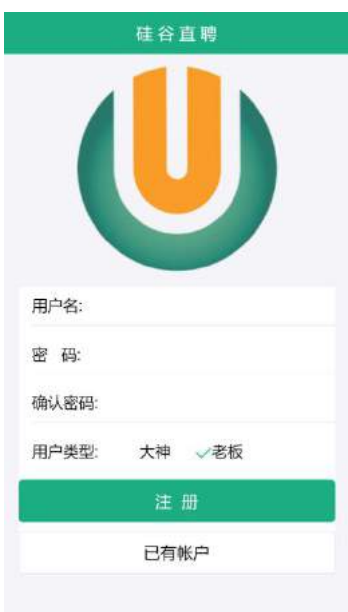 硅谷直聘
用户名:
密 码:
确认密码:
用户类型: 大神 老板
注 册
已有帐户